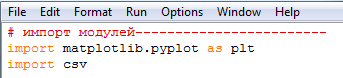 File Edit Format Run Options Window Help
# импорт модулей-------------------------
import matplotlib.pyplot as plt
import csv